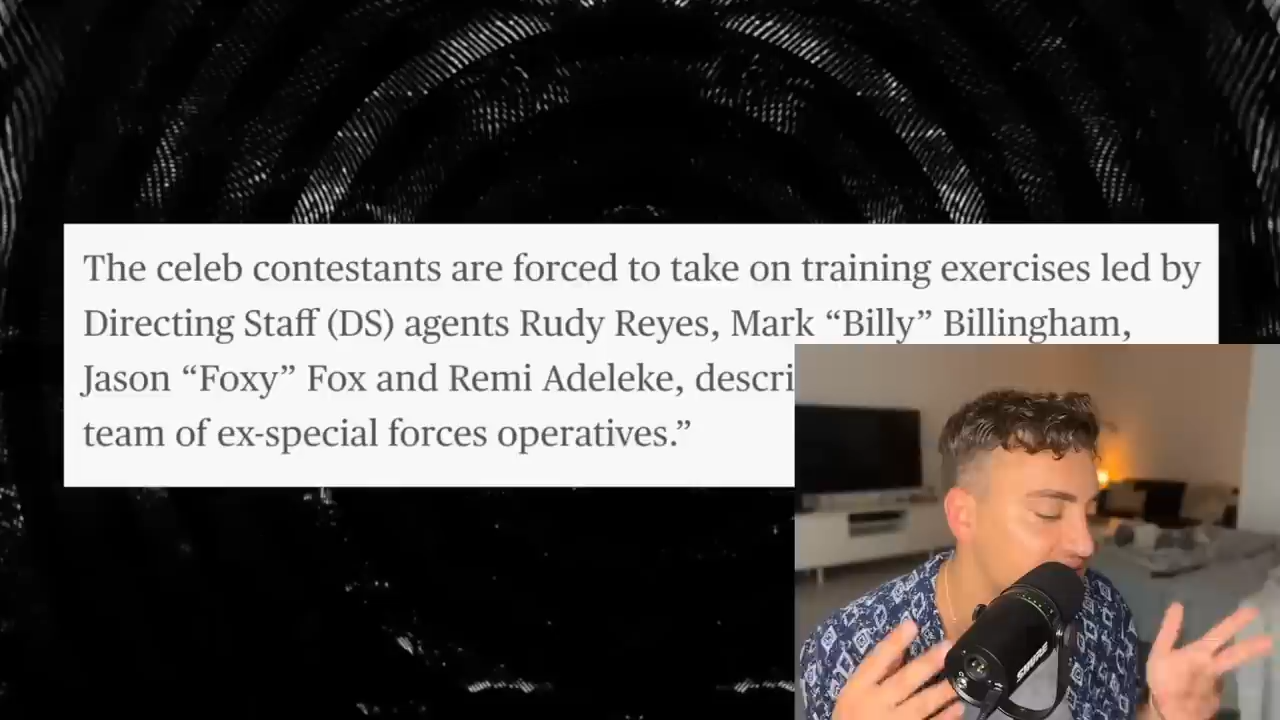 The celeb contestants are forced to take on training exercises led by
Directing Staff (DS) agents Rudy Reyes, Mark “Billy” Billingham,
Jason “Foxy” Fox and Remi Adeleke, descri
team of ex-special forces operatives.”
SHURE